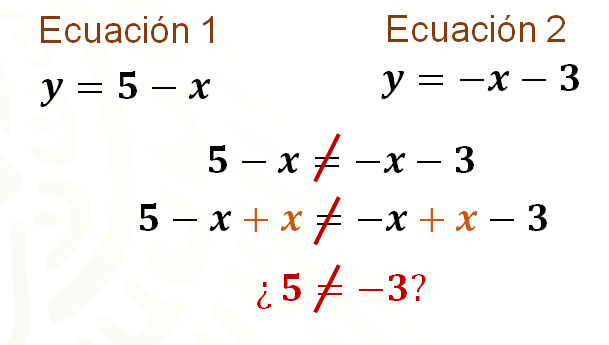 Ecuación 1
Ecuación 2
y = 5 − x
y = −x − 3
5 − x ≠ −x − 3
5 − x + x ≠ −x + x − 3
¿ 5 ≠ −3?